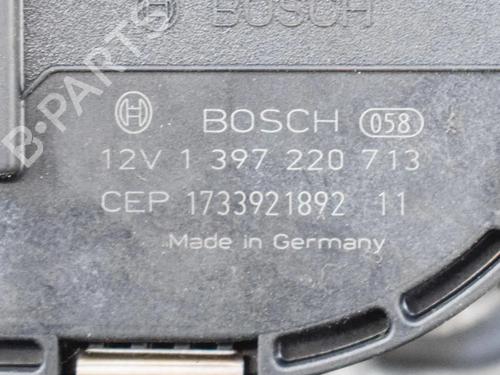 BOSCH
B-PARTS
BOSCH 058
12V 1 397 220 713
CEP 1733921892 11
Made in Germany